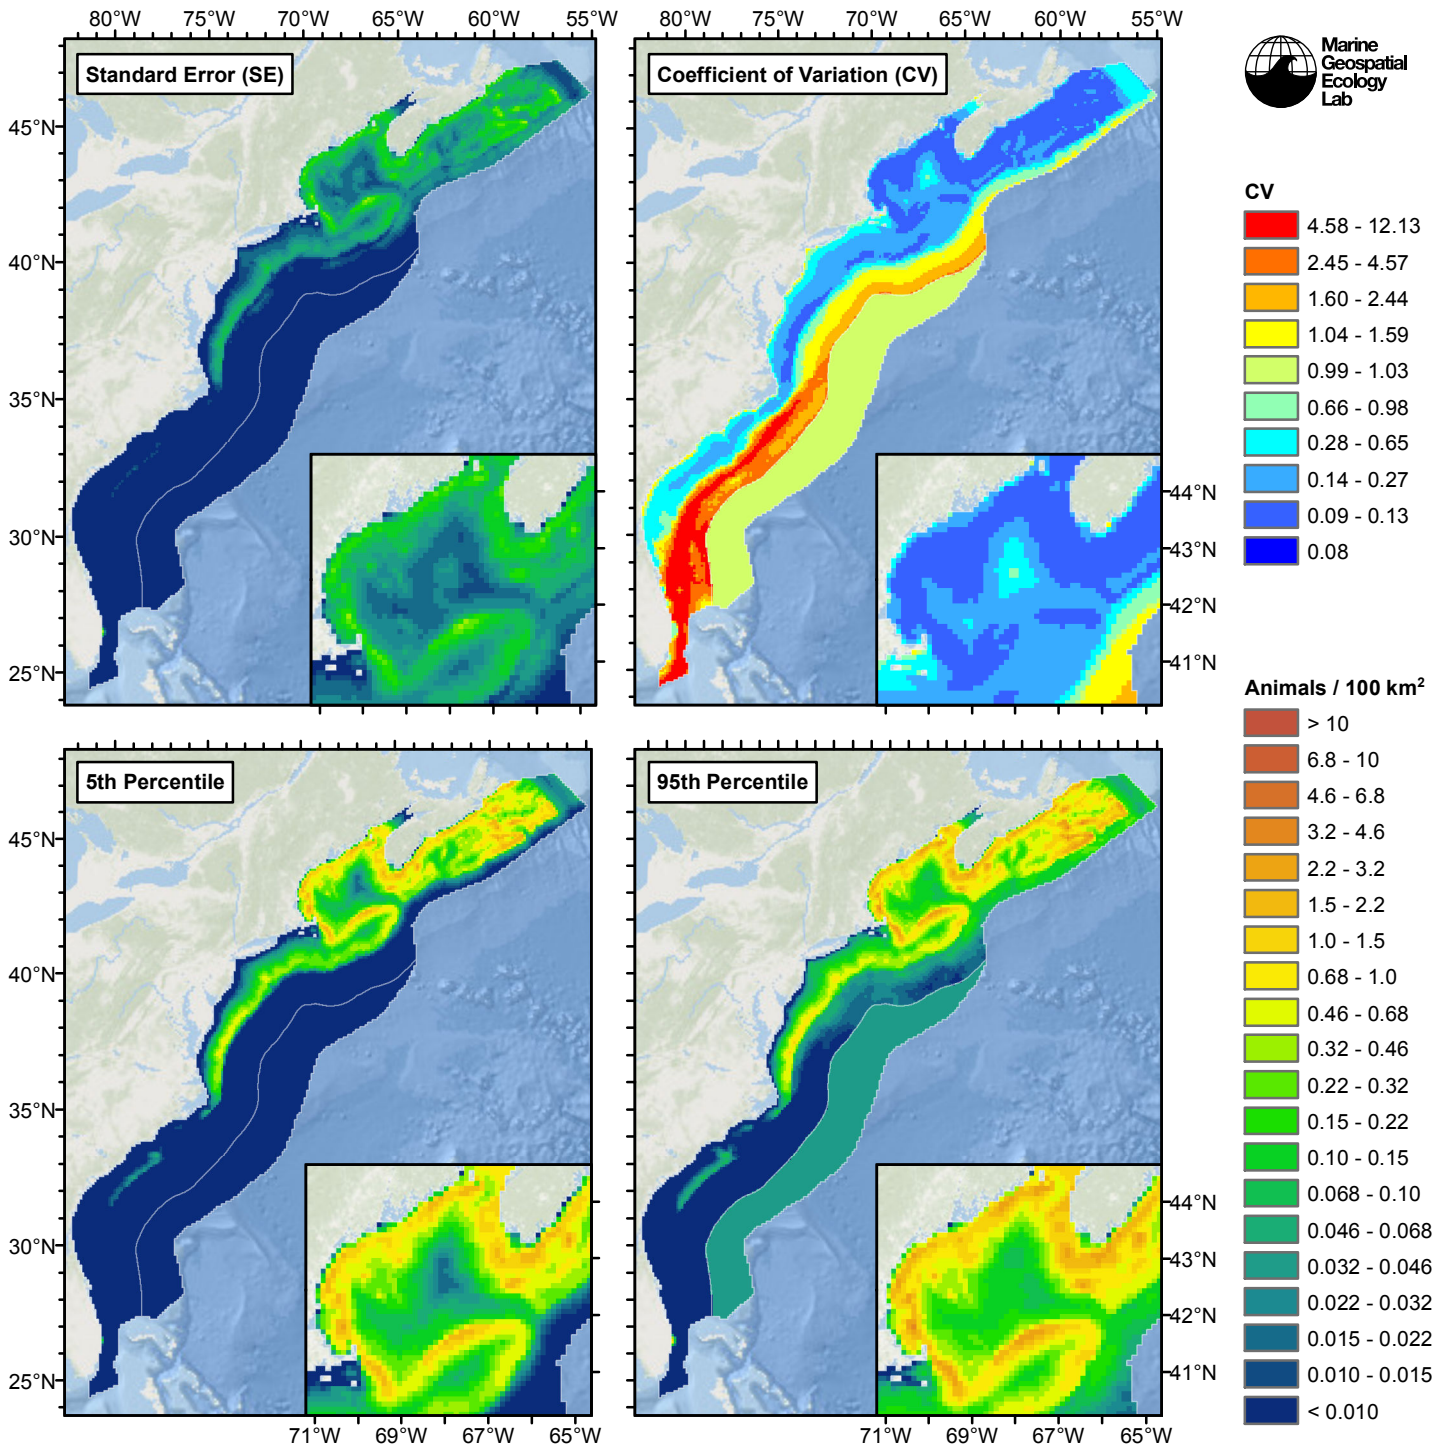 80°W 75°W 70°W 65°W 60°W 55°W
80°W 75°W 70°W 65°W 60°W 55°W
Standard Error (SE)
Coefficient of Variation (CV)
Marine
Geospatial
Ecology
Lab
45°N
40°N
35°N
30°N
25°N
44°N
43°N
42°N
41°N
CV
4.58 - 12.13
2.45 - 4.57
1.60 - 2.44
1.04 - 1.59
0.99 - 1.03
0.66 - 0.98
0.28 - 0.65
0.14 - 0.27
0.09 - 0.13
0.08
5th Percentile
95th Percentile
45°N
40°N
35°N
30°N
25°N
44°N
43°N
42°N
41°N
71°W 69°W 67°W 65°W
71°W 69°W 67°W 65°W
Animals / 100 km²
> 10
6.8 - 10
4.6 - 6.8
3.2 - 4.6
2.2 - 3.2
1.5 - 2.2
1.0 - 1.5
0.68 - 1.0
0.46 - 0.68
0.32 - 0.46
0.22 - 0.32
0.15 - 0.22
0.10 - 0.15
0.068 - 0.10
0.046 - 0.068
0.032 - 0.046
0.022 - 0.032
0.015 - 0.022
0.010 - 0.015
< 0.010